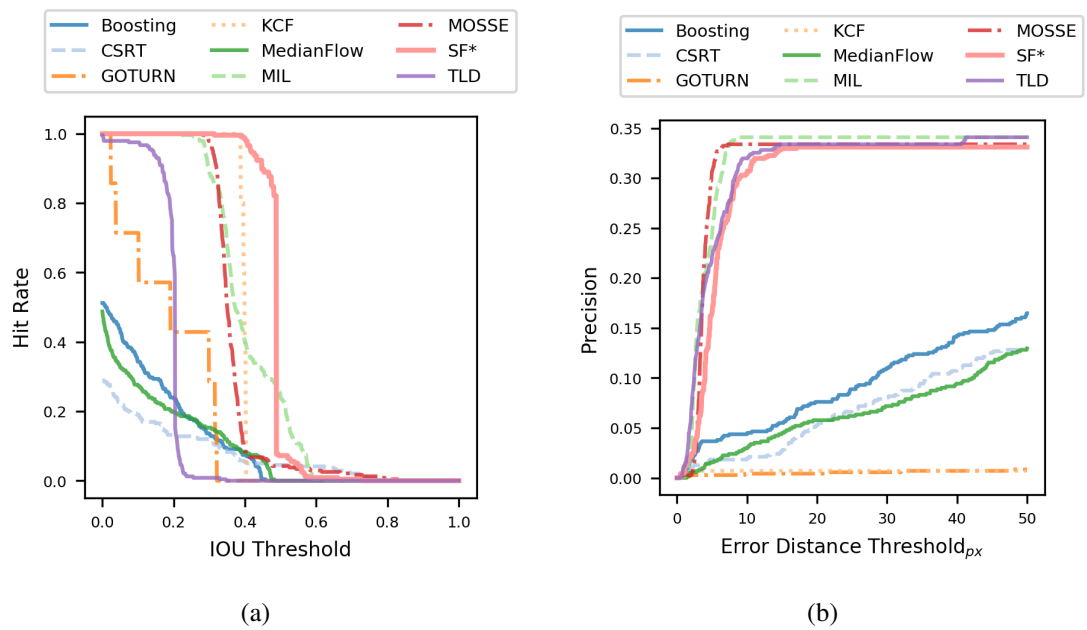 Boosting KCF MOSSE
CSRT MedianFlow SF*
GOTURN MIL TLD
1.0
0.8
0.6
0.4
0.2
0.0
Hit Rate
0.0 0.2 0.4 0.6 0.8 1.0
IOU Threshold
(a)
Boosting KCF MOSSE
CSRT MedianFlow SF*
GOTURN MIL TLD
0.35
0.30
0.25
0.20
0.15
0.10
0.05
0.00
Precision
0 10 20 30 40 50
Error Distance Threshold_px
(b)